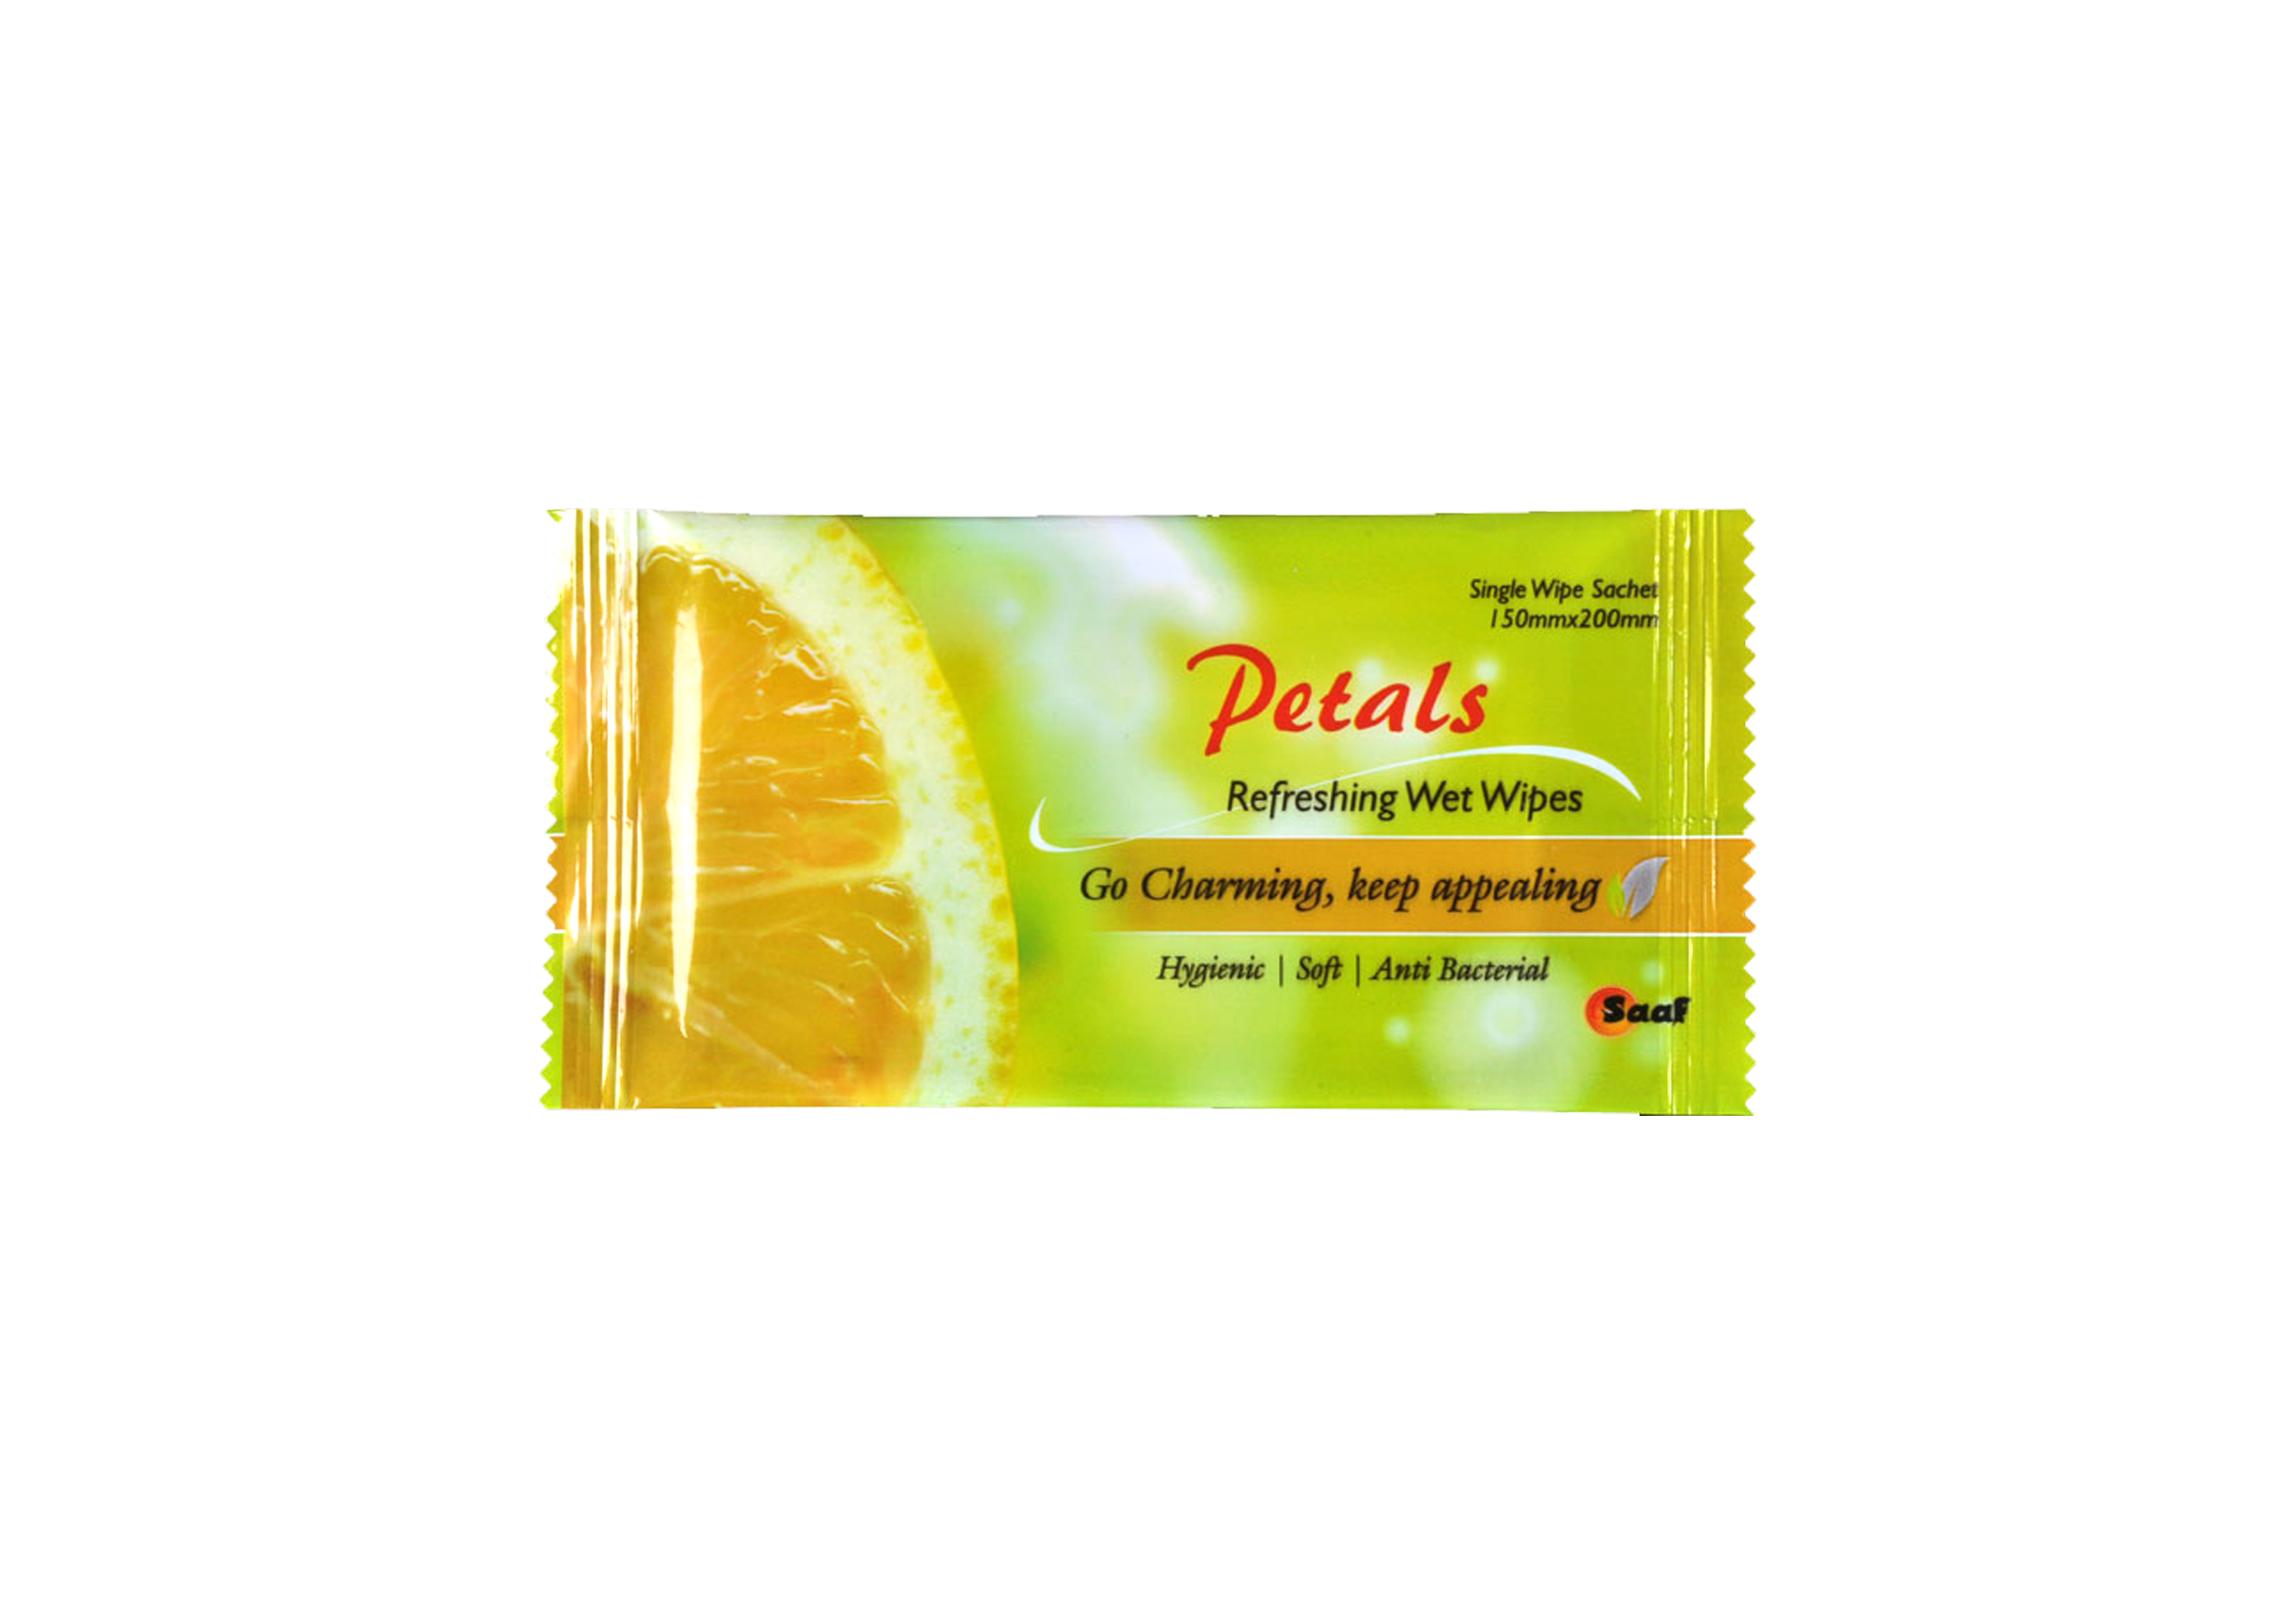 Single Wipe Sachet
150mmx200mm
Petals
Refreshing Wet Wipes
Go Charming, keep appealing
Hygienic | Soft | Anti Bacterial
Saaf